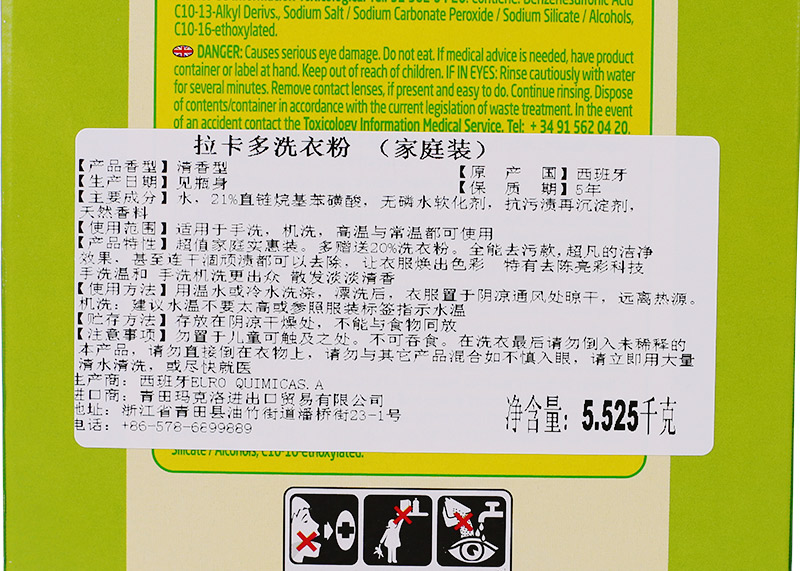 C10-13-Alkyl Derivs., Sodium Salt / Sodium Carbonate Peroxide / Sodium Silicate / Alcohols,
C10-16-ethoxylated.
DANGER: Causes serious eye damage. Do not eat. If medical advice is needed, have product
container or label at hand. Keep out of reach of children. IF IN EYES: Rinse cautiously with water
for several minutes. Remove contact lenses, if present and easy to do. Continue rinsing. Dispose
of contents/container in accordance with the current legislation of waste treatment. In the event
of an accident contact the Toxicology Information Medical Service. Tel: + 34 91 562 04 20.
拉卡多洗衣粉 （家庭装）
【产品香型】清香型 【原 产 国】西班牙
【生产日期】见瓶身 【保 质 期】5年
【主要成分】水，21%直链烷基苯磺酸，无磷水软化剂，抗污渍再沉淀剂，
天然香料
【使用范围】适用于手洗，机洗，高温与常温都可使用
【产品特性】超值家庭实惠装。多赠送20%洗衣粉。全能去污款,超凡的洁净
效果，甚至连干涸顽渍都可以去除，让衣服焕出色彩 特有去陈亮彩科技
手洗温和 手洗机洗更出众 散发淡淡清香
【使用方法】用温水或冷水洗涤，漂洗后，衣服置于阴凉通风处晾干，远离热源。
机洗：建议水温不要太高或参照服装标签指示水温
【贮存方法】存放在阴凉干燥处，不能与食物同放
【注意事项】勿置于儿童可触及之处。不可吞食。在洗衣最后请勿倒入未稀释的
本产品，请勿直接倒在衣物上，请勿与其它产品混合如不慎入眼，请立即用大量
清水清洗，或尽快就医
生产商：西班牙EURO QUIMICAS.A
进口商：青田玛克洛进出口贸易有限公司
地址：浙江省青田县油竹街道潘桥街23-1号
电话：+86-578-6899889
净含量：5.525千克
Silicate / Alcohols, C10-16-ethoxylated.